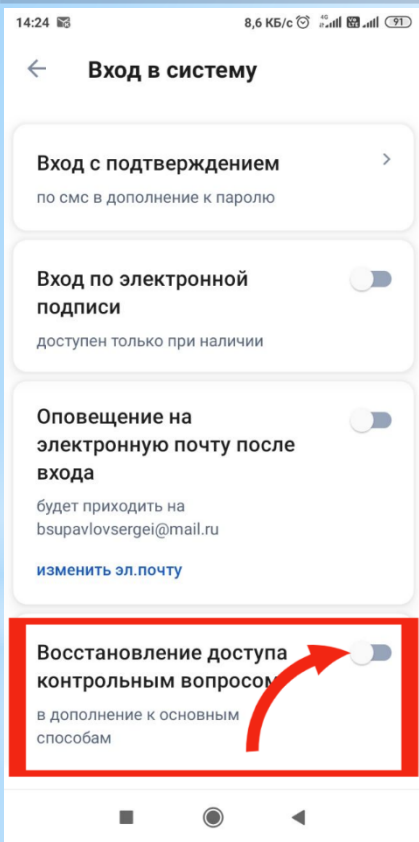 14:24 8,6 КБ/с 4G 91
Вход в систему
Вход с подтверждением
по смс в дополнение к паролю
Вход по электронной
подписи
доступен только при наличии
Оповещение на
электронную почту после
входа
будет приходить на
bsupavlovsergei@mail.ru
изменить эл.почту
Восстановление доступа
контрольным вопросом
в дополнение к основным
способам